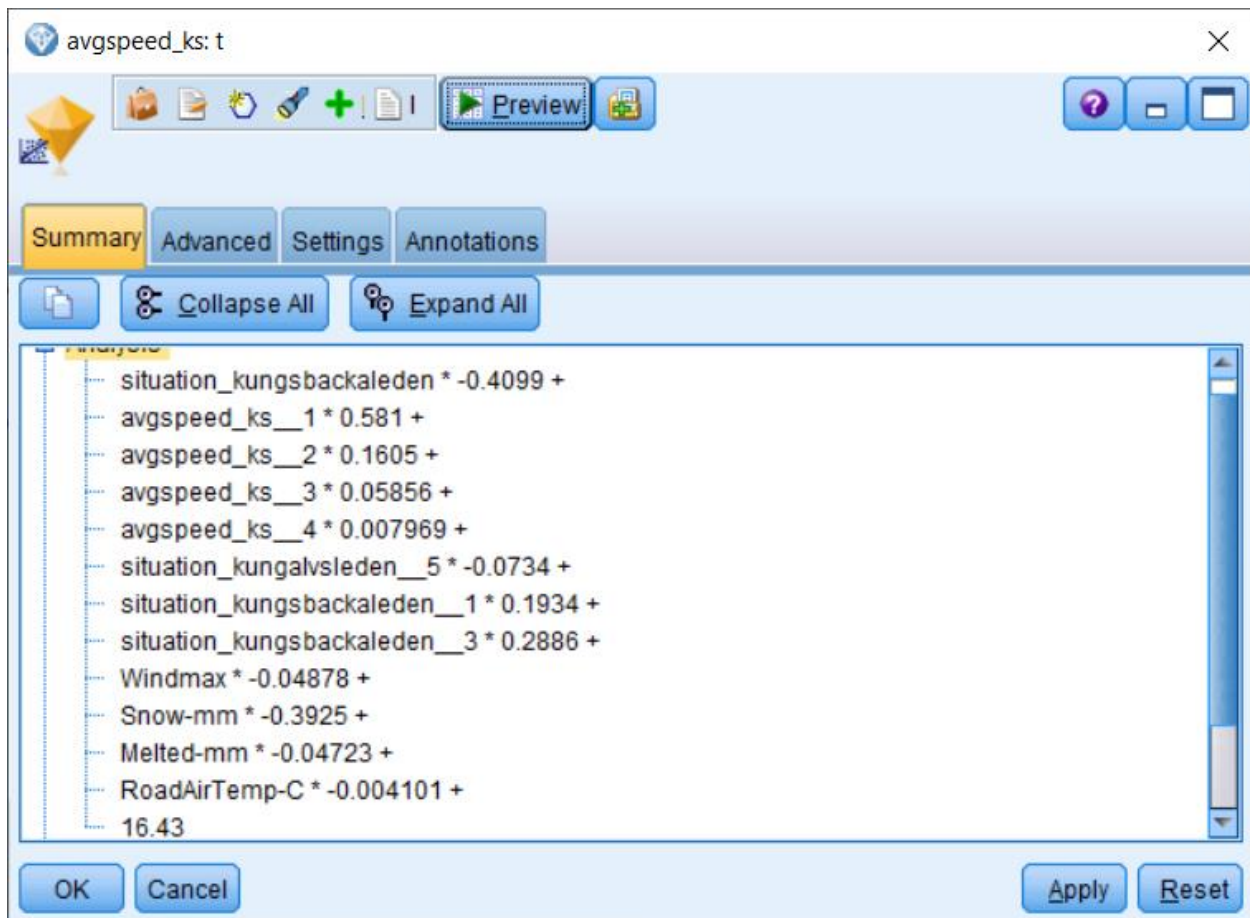 avgspeed_ks: t
Preview
Summary Advanced Settings Annotations
Collapse All Expand All
Analysis
situation_kungsbackaleden * -0.4099 +
avgspeed_ks__1 * 0.581 +
avgspeed_ks__2 * 0.1605 +
avgspeed_ks__3 * 0.05856 +
avgspeed_ks__4 * 0.007969 +
situation_kungalvsleden__5 * -0.0734 +
situation_kungsbackaleden__1 * 0.1934 +
situation_kungsbackaleden__3 * 0.2886 +
Windmax * -0.04878 +
Snow-mm * -0.3925 +
Melted-mm * -0.04723 +
RoadAirTemp-C * -0.004101 +
16.43
OK Cancel Apply Reset